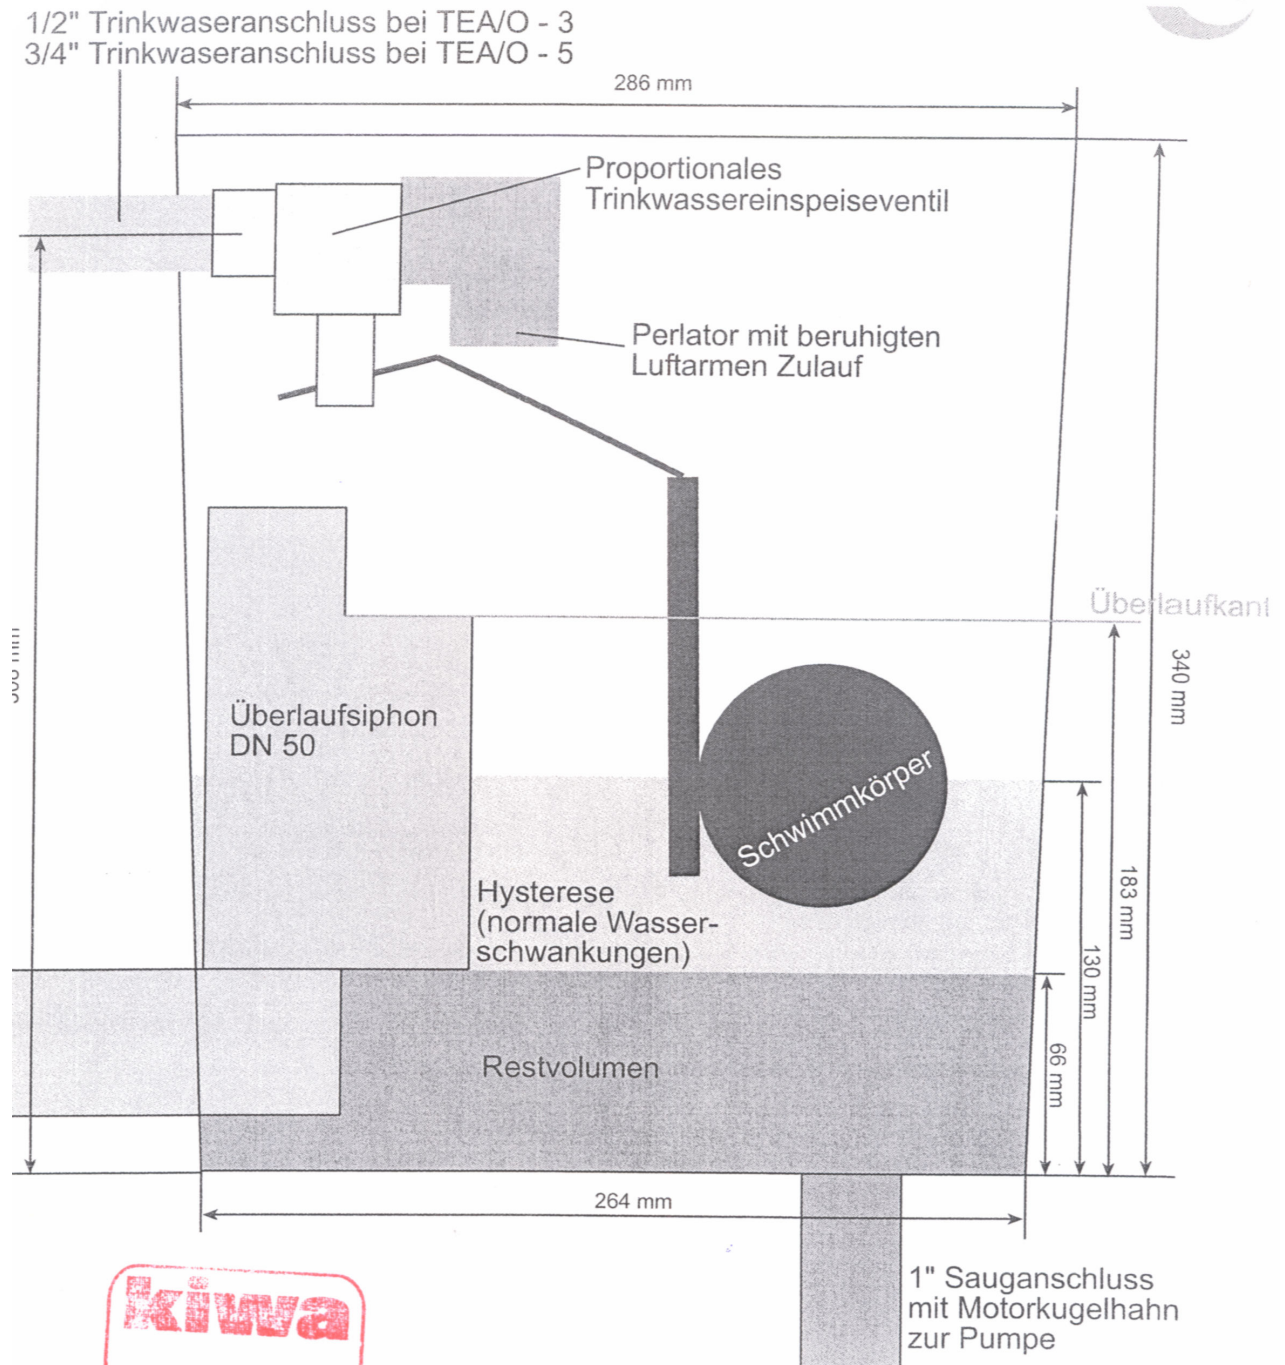 1/2" Trinkwaseranschluss bei TEA/O - 3
3/4" Trinkwaseranschluss bei TEA/O - 5
286 mm
Proportionales
Trinkwassereinspeiseventil
Perlator mit beruhigten
Luftarmen Zulauf
Überlaufkant
340 mm
Überlaufsiphon
DN 50
Schwimmkörper
183 mm
Hysterese
(normale Wasser-
schwankungen)
130 mm
66 mm
Restvolumen
264 mm
1" Sauganschluss
mit Motorkugelhahn
zur Pumpe
kiwa